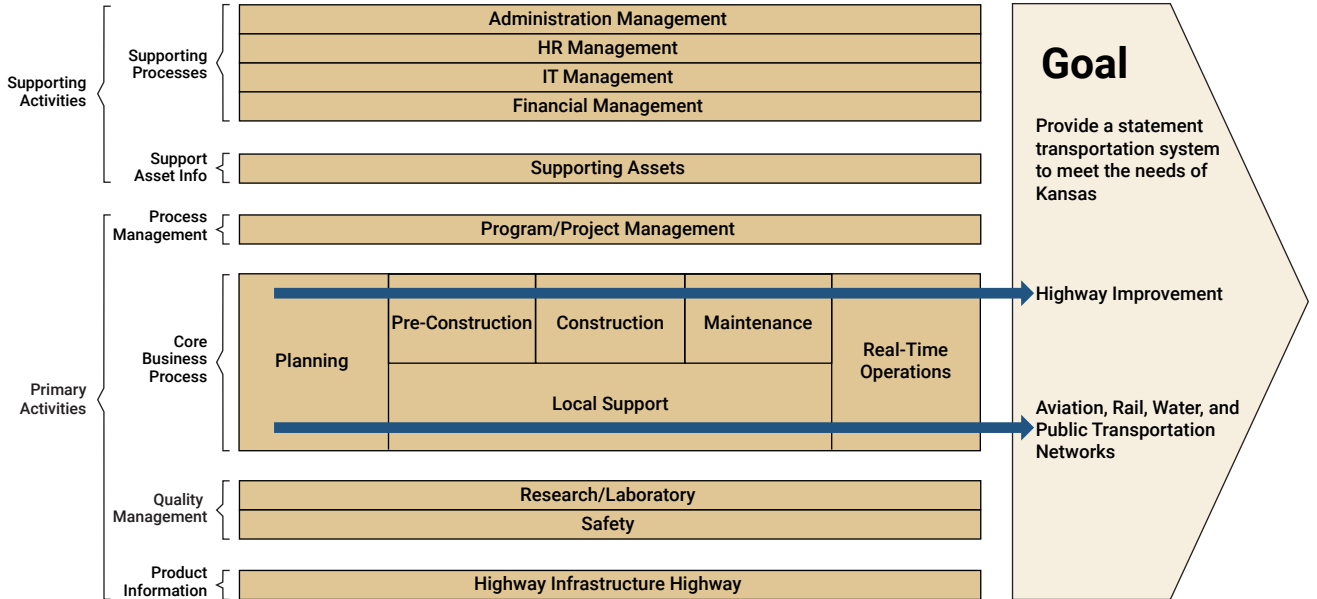 Administration Management
HR Management
IT Management
Financial Management
Supporting
Processes
Supporting
Activities
Support
Asset Info
Supporting Assets
Process
Management
Program/Project Management
Primary
Activities
Core
Business
Process
Planning
Pre-Construction
Construction
Maintenance
Local Support
Real-Time
Operations
Quality
Management
Research/Laboratory
Safety
Product
Information
Highway Infrastructure Highway
Goal
Provide a statement
transportation system
to meet the needs of
Kansas
Highway Improvement
Aviation, Rail, Water, and
Public Transportation
Networks